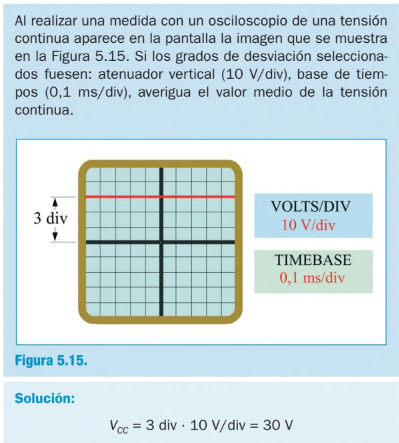 Al realizar una medida con un osciloscopio de una tensión
continua aparece en la pantalla la imagen que se muestra
en la Figura 5.15. Si los grados de desviación selecciona-
dos fuesen: atenuador vertical (10 V/div), base de tiem-
pos (0,1 ms/div), averigua el valor medio de la tensión
continua.
3 div
VOLTS/DIV
10 V/div
TIMEBASE
0,1 ms/div
Figura 5.15.
Solución:
V_CC = 3 div · 10 V/div = 30 V